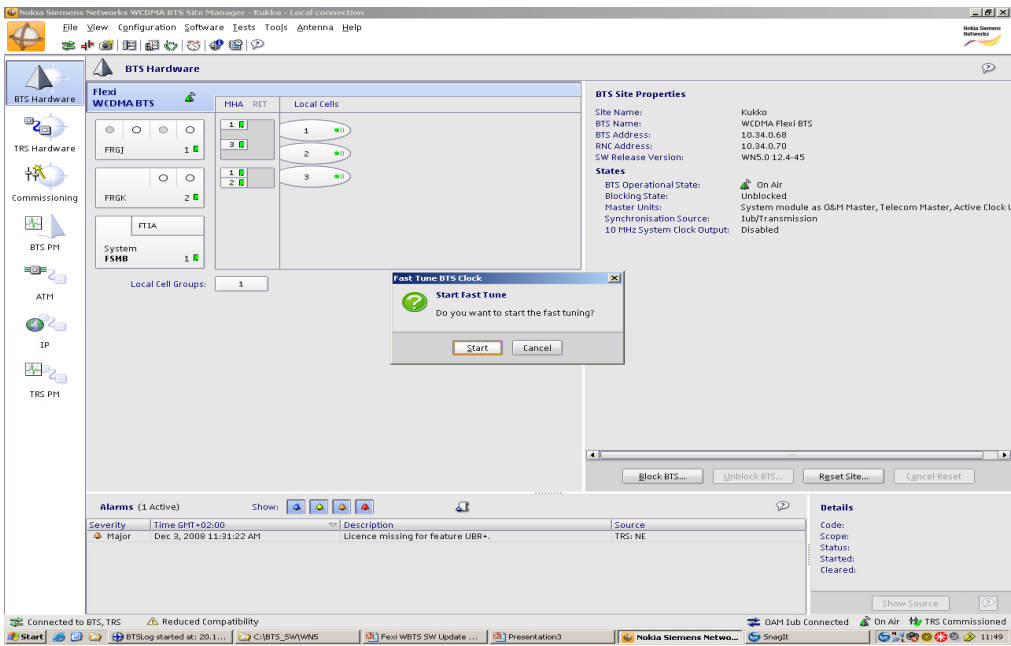 Nokia Siemens Networks WCDMA BTS Site Manager - Kukko - Local connection
File View Configuration Software Tests Tools Antenna Help
Nokia Siemens
Networks
BTS Hardware
TRS Hardware
Commissioning
BTS PM
ATM
IP
TRS PM
BTS Hardware
Flexi
WCDMA BTS
MHA RET Local Cells
FRGJ 1
FRGK 2
FTIA
System
FSMB 1
1
3
1
2
1
2
3
Local Cell Groups: 1
BTS Site Properties
Site Name: Kukko
BTS Name: WCDMA Flexi BTS
BTS Address: 10.34.0.68
RNC Address: 10.34.0.70
SW Release Version: WN5.0 12.4-45
States
BTS Operational State: On Air
Blocking State: Unblocked
Master Units: System module as O&M Master, Telecom Master, Active Clock U
Synchronisation Source: Iub/Transmission
10 MHz System Clock Output: Disabled
Fast Tune BTS Clock
Start Fast Tune
Do you want to start the fast tuning?
Start Cancel
Block BTS... Unblock BTS... Reset Site... Cancel Reset
Alarms (1 Active) Show:
Severity Time GMT+02:00 Description Source
Major Dec 3, 2008 11:31:22 AM Licence missing for feature UBR+. TRS: NE
Details
Code:
Scope:
Status:
Started:
Cleared:
Show Source
Connected to BTS, TRS Reduced Compatibility OAM Iub Connected On Air TRS Commissioned
Start BTSLog started at: 20.1... C:\BTS_SW\WN5 Fexi WBTS SW Update ... Presentation3 Nokia Siemens Netwo... SnagIt 11:49